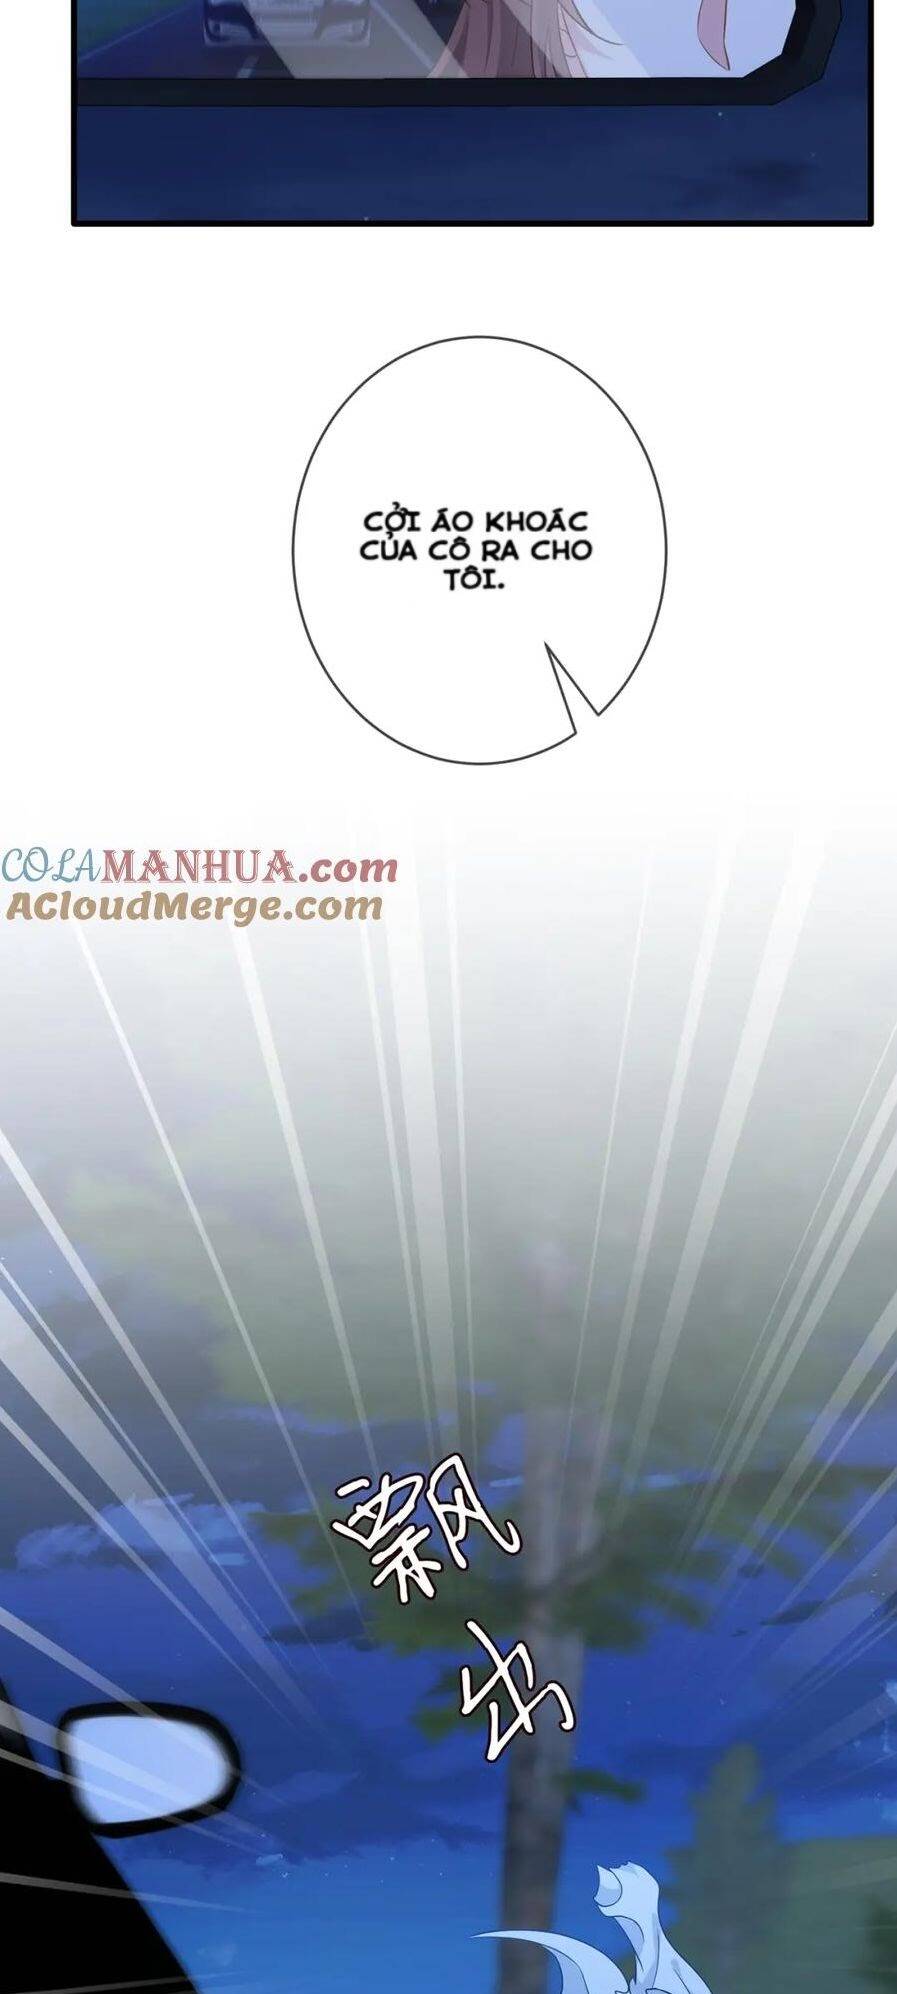 CỞI ÁO KHOÁC
CỦA CÔ RA CHO
TÔI.
COLAMANHUA.com
ACloudMerge.com
飘
出